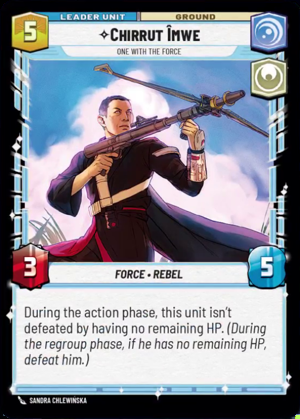 LEADER UNIT
GROUND
5
✧CHIRRUT ÎMWE
ONE WITH THE FORCE
3
5
FORCE • REBEL
During the action phase, this unit isn't
defeated by having no remaining HP. (During
the regroup phase, if he has no remaining HP,
defeat him.)
SANDRA CHLEWIŃSKA